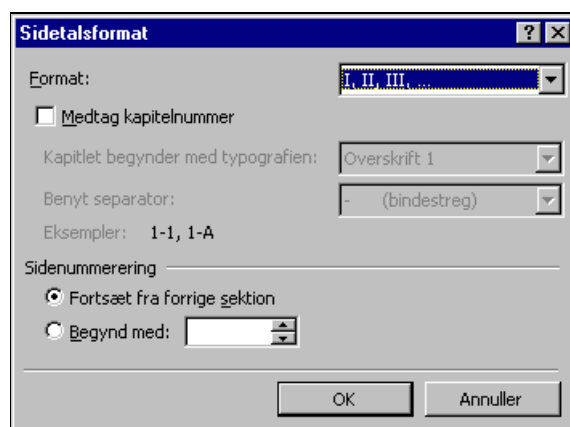 Sidetalsformat
Format: I, II, III, ...
Medtag kapitelnummer
Kapitlet begynder med typografien: Overskrift 1
Benyt separator: - (bindestreg)
Eksempler: 1-1, 1-A
Sidenummerering
Fortsæt fra forrige sektion
Begynd med:
OK Annuller